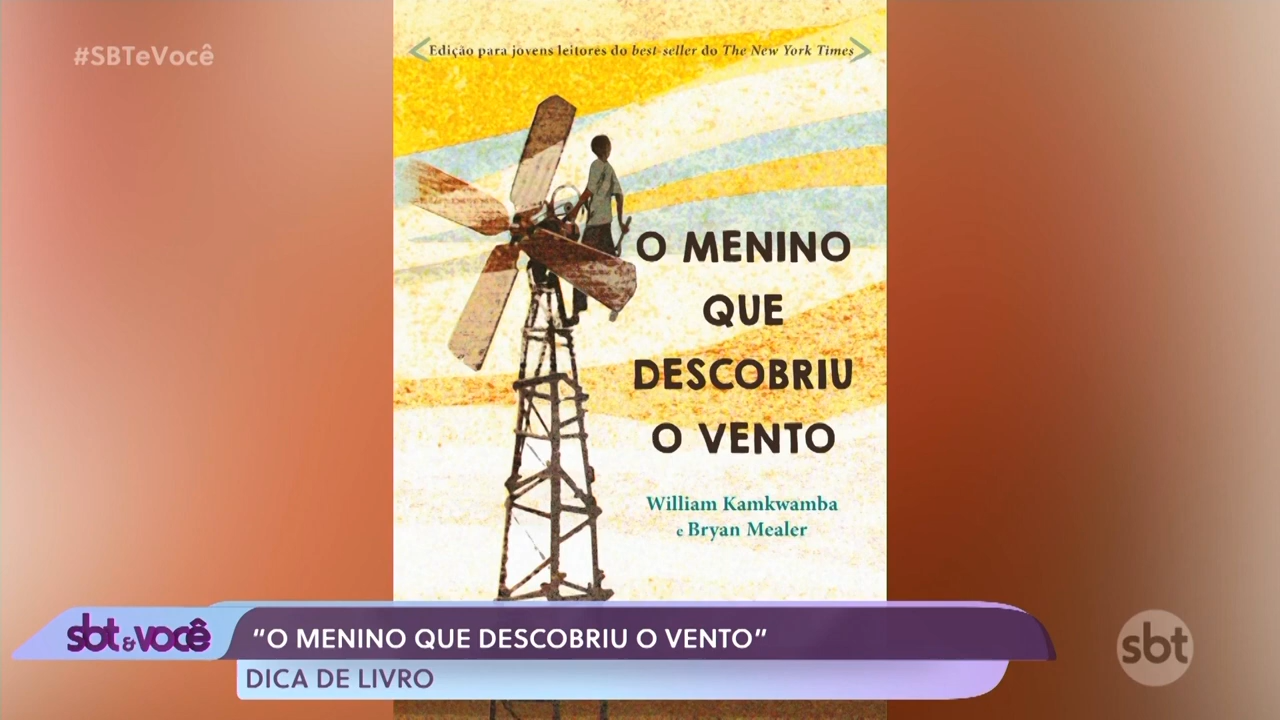 #SBTeVocê
Edição para jovens leitores do best-seller do The New York Times
O MENINO
QUE
DESCOBRIU
O VENTO
William Kamkwamba
e Bryan Mealer
sbt&você
"O MENINO QUE DESCOBRIU O VENTO"
DICA DE LIVRO
sbt